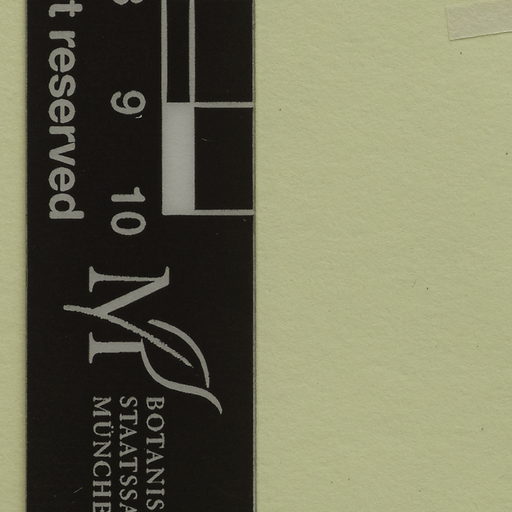 t reserved
9
10
M
BOTANIS
STAATSSA
MÜNCHE